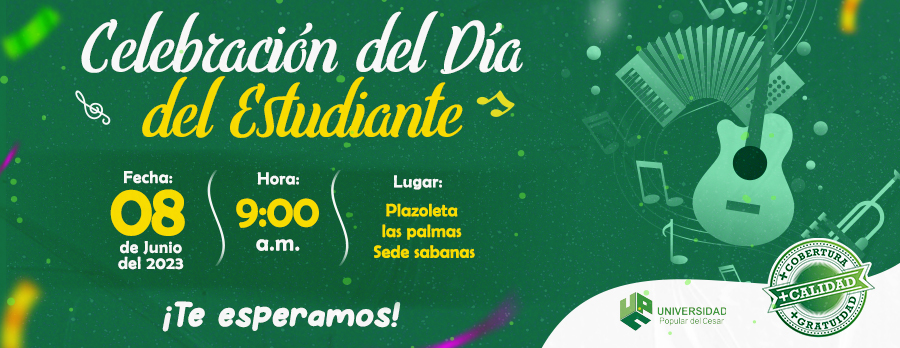 Celebración del Día
del Estudiante
Fecha:
08
de Junio
del 2023
Hora:
9:00
a.m.
Lugar:
Plazoleta
las palmas
Sede sabanas
¡Te esperamos!
UPC
UNIVERSIDAD
Popular del Cesar
+COBERTURA
+CALIDAD
+GRATUIDAD